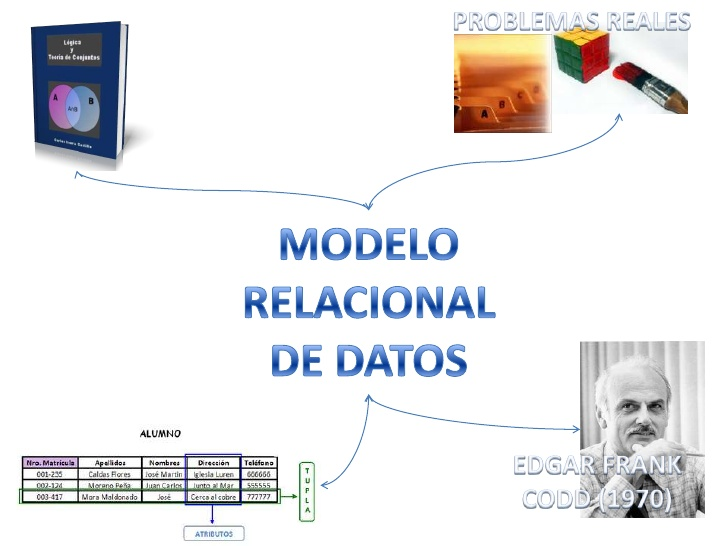 PROBLEMAS REALES
Lógica
y
Teoría de Conjuntos
A
A∩B
B
A B C B
MODELO
RELACIONAL
DE DATOS
EDGAR FRANK
CODD (1970)
ALUMNO
Nro. Matrícula Apellidos Nombres Dirección Teléfono
001-235 Caldas Flores José Martín Iglesia Luren 666666
002-124 Moreno Peña Juan Carlos Junto al Mar 555555
003-417 Mora Maldonado José Cerca al cobre 777777
TUPLA
ATRIBUTOS